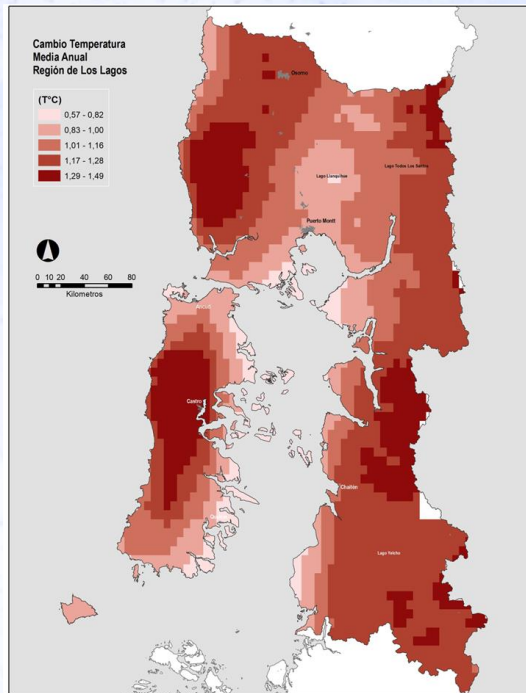 Cambio Temperatura
Media Anual
Región de Los Lagos
(T°C)
0,57 - 0,82
0,83 - 1,00
1,01 - 1,16
1,17 - 1,28
1,29 - 1,49
0 10 20 40 60 80
Kilometros
Osorno
Lago Llanquihue
Lago Todos Los Santos
Puerto Montt
Ancud
Castro
Chaitén
Lago Yelcho